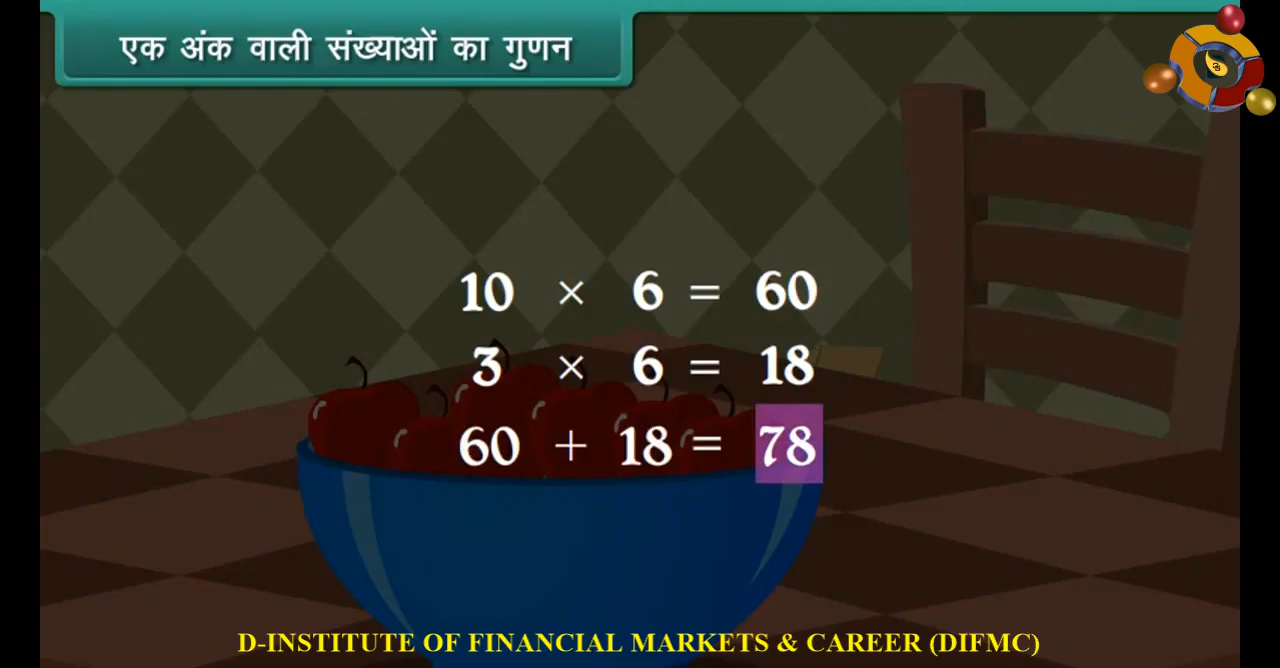 एक अंक वाली संख्याओं का गुणन
10 × 6 = 60
3 × 6 = 18
60 + 18 = 78
D-INSTITUTE OF FINANCIAL MARKETS & CAREER (DIFMC)